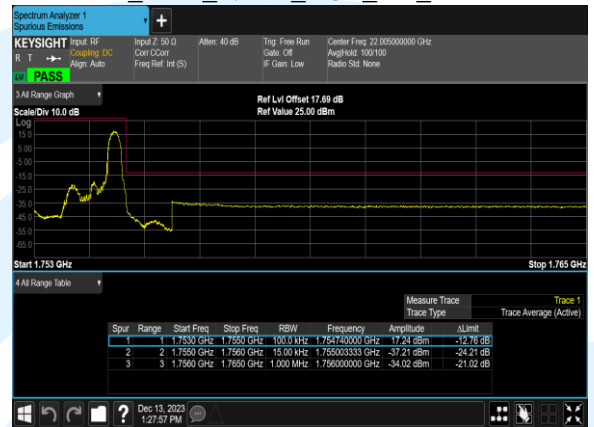 Spectrum Analyzer 1
Spurious Emissions
+
KEYSIGHT Input: RF Input Z: 50 Ω Atten: 40 dB Trig: Free Run Center Freq: 22.005000000 GHz
R T Coupling: DC Corr CCorr Gate: Off Avg|Hold: 100/100
Align: Auto Freq Ref: Int (S) IF Gain: Low Radio Std: None
LV PASS
3 All Range Graph
Ref Lvl Offset 17.69 dB
Scale/Div 10.0 dB Ref Value 25.00 dBm
Log
15.0
5.00
-5.00
-15.0
-25.0
-35.0
-45.0
-55.0
-65.0
Start 1.753 GHz Stop 1.765 GHz
4 All Range Table
Measure Trace Trace 1
Trace Type Trace Average (Active)
Spur Range Start Freq Stop Freq RBW Frequency Amplitude ΔLimit
1 1 1.7530 GHz 1.7550 GHz 100.0 kHz 1.754740000 GHz 17.24 dBm -12.76 dB
2 2 1.7550 GHz 1.7560 GHz 15.00 kHz 1.755003333 GHz -37.21 dBm -24.21 dB
3 3 1.7560 GHz 1.7650 GHz 1.000 MHz 1.756000000 GHz -34.02 dBm -21.02 dB
? Dec 13, 2023
1:27:57 PM